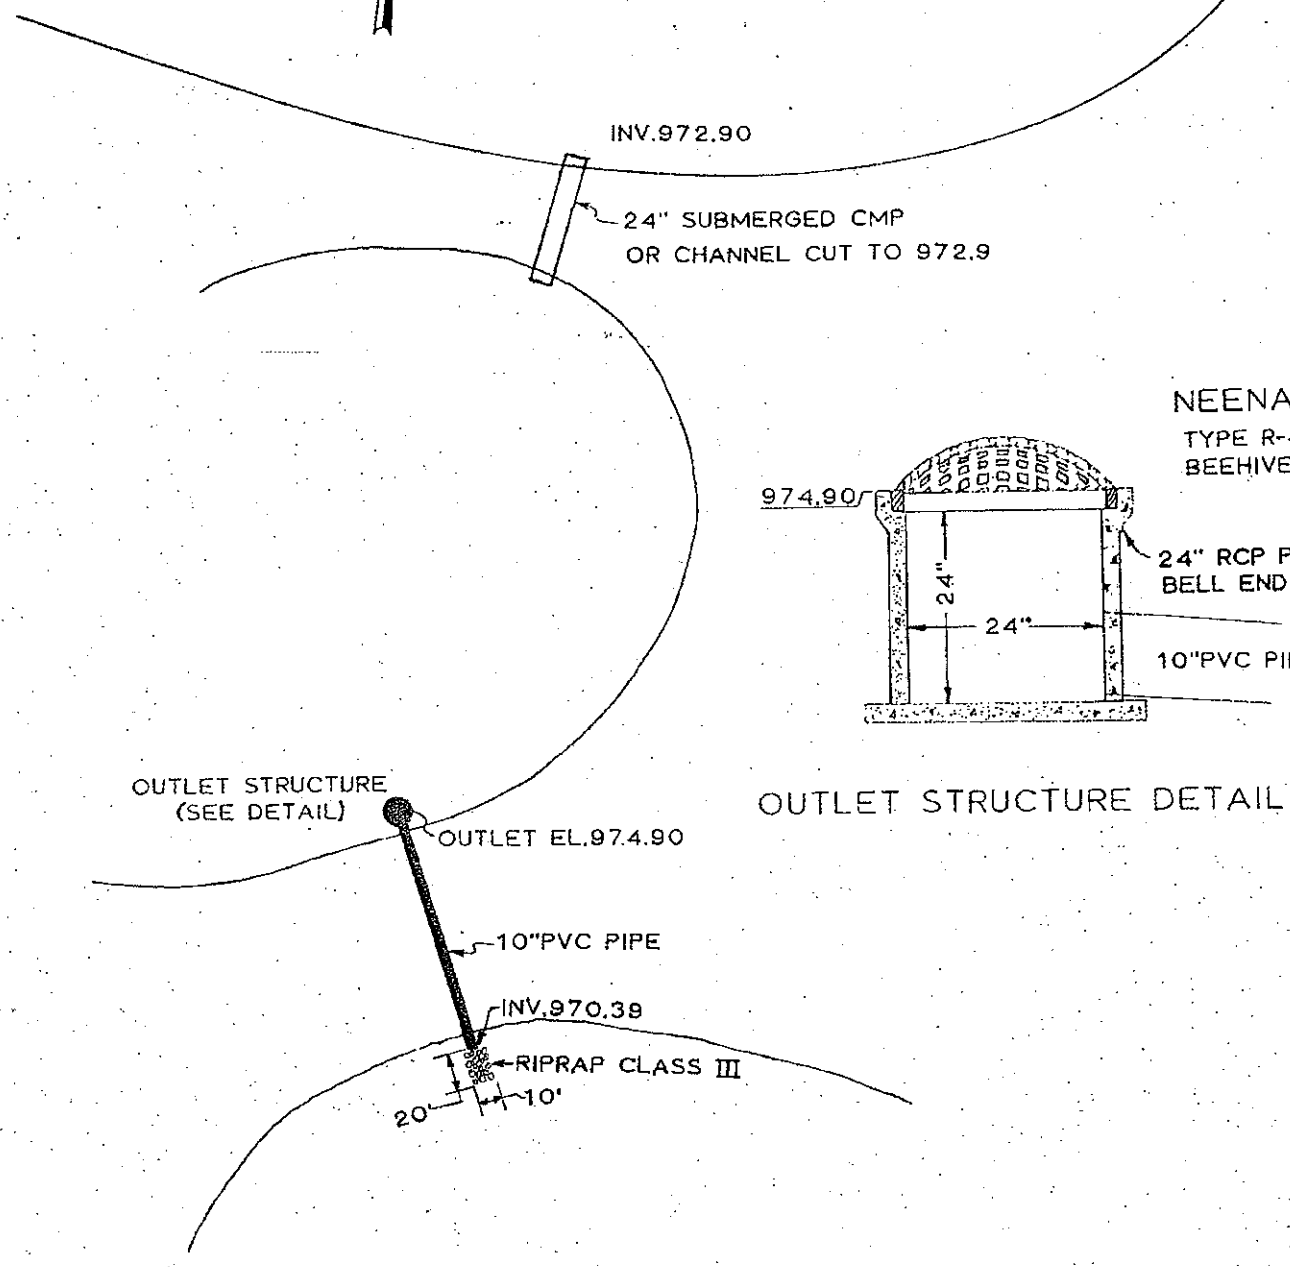 INV.972.90
24" SUBMERGED CMP
OR CHANNEL CUT TO 972.9
NEENA
TYPE R-
BEEHIVE
974.90
24" RCP P
BELL END
24"
24"
10"PVC PI
OUTLET STRUCTURE
(SEE DETAIL)
OUTLET STRUCTURE DETAIL
OUTLET EL.974.90
10"PVC PIPE
INV.970.39
RIPRAP CLASS III
20'
10'